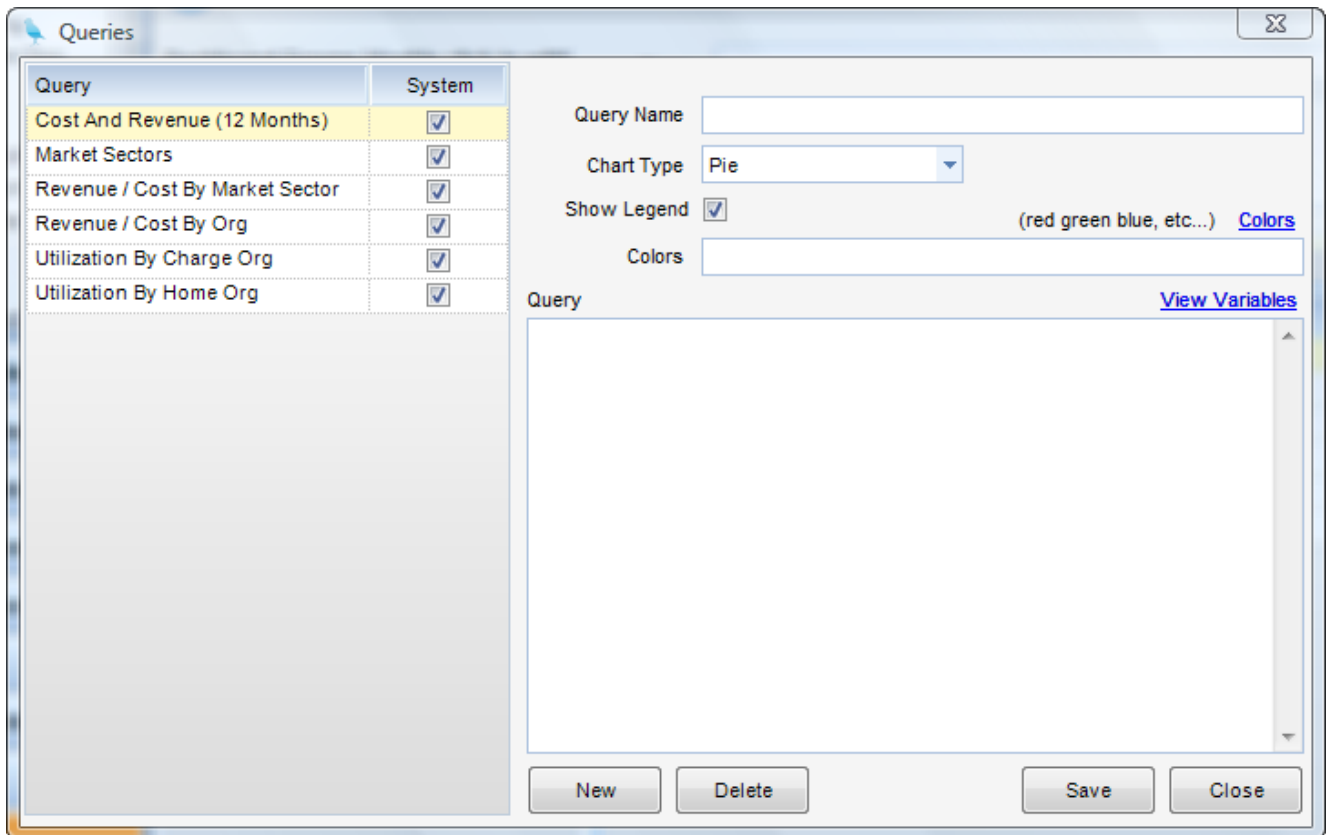 Queries
Query System
Cost And Revenue (12 Months)
Market Sectors
Revenue / Cost By Market Sector
Revenue / Cost By Org
Utilization By Charge Org
Utilization By Home Org
Query Name
Chart Type Pie
Show Legend
(red green blue, etc...) Colors
Colors
Query View Variables
New Delete Save Close